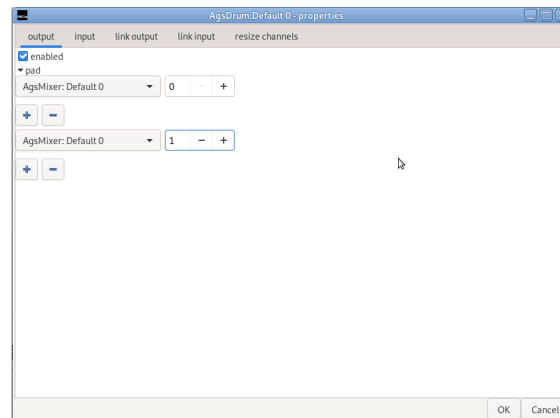 AgsDrum:Default 0 - properties
output input link output link input resize channels
enabled
pad
AgsMixer: Default 0 0 − +
+ −
AgsMixer: Default 0 1 − +
+ −
OK Cancel